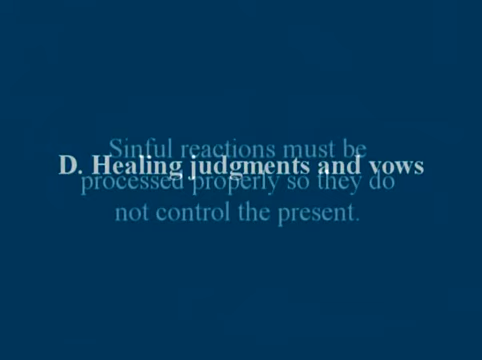 Sinful reactions must be
D. Healing judgments and vows
processed properly so they do
not control the present.